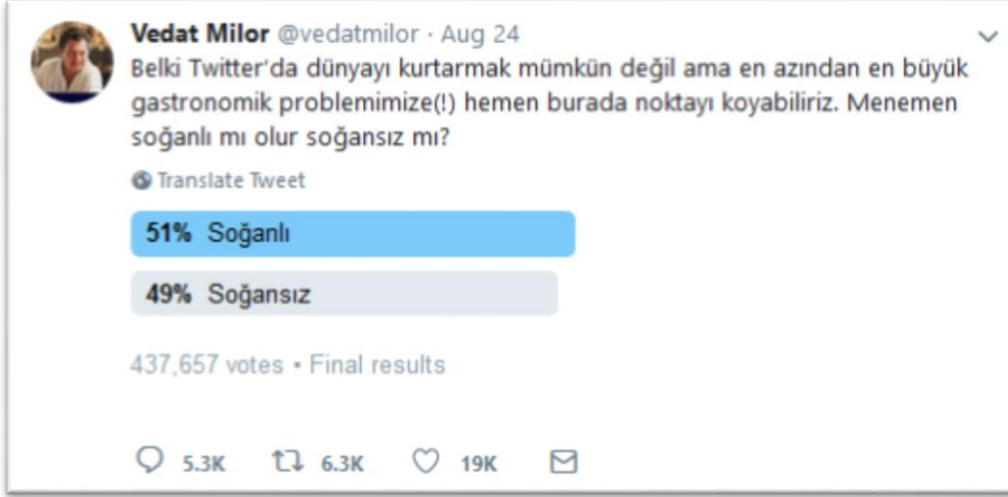 Vedat Milor @vedatmilor · Aug 24
Belki Twitter'da dünyayı kurtarmak mümkün değil ama en azından en büyük
gastronomik problemimize(!) hemen burada noktayı koyabiliriz. Menemen
soğanlı mı olur soğansız mı?
Translate Tweet
51% Soğanlı
49% Soğansız
437,657 votes • Final results
5.3K 6.3K 19K